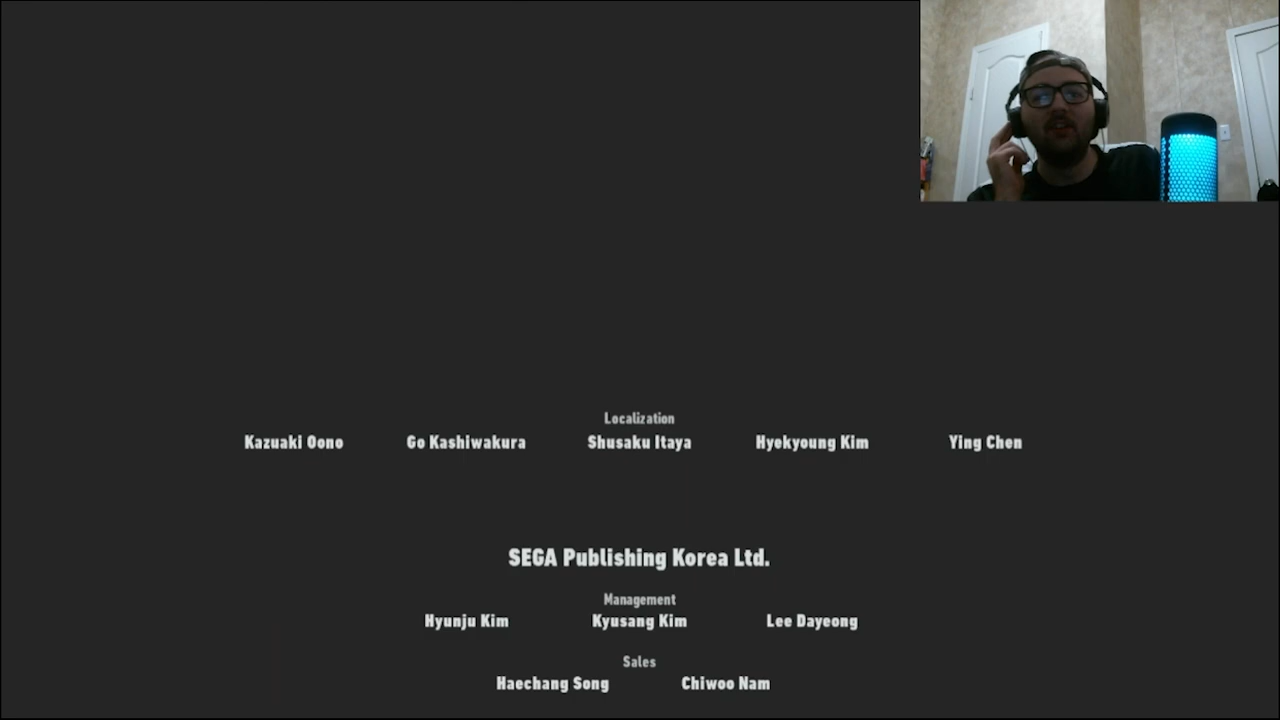 Localization
Kazuaki Oono Go Kashiwakura Shusaku Itaya Hyekyoung Kim Ying Chen
SEGA Publishing Korea Ltd.
Management
Hyunju Kim Kyusang Kim Lee Dayeong
Sales
Haechang Song Chiwoo Nam